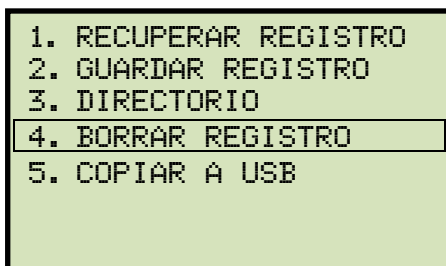 1. RECUPERAR REGISTRO
2. GUARDAR REGISTRO
3. DIRECTORIO
4. BORRAR REGISTRO
5. COPIAR A USB